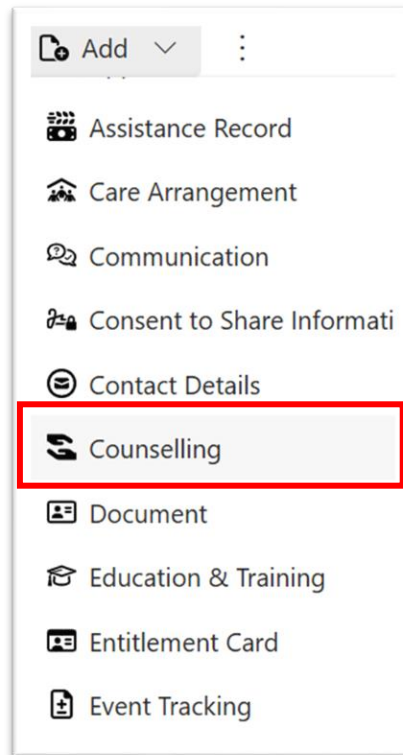 Add
Assistance Record
Care Arrangement
Communication
Consent to Share Informati
Contact Details
Counselling
Document
Education & Training
Entitlement Card
Event Tracking